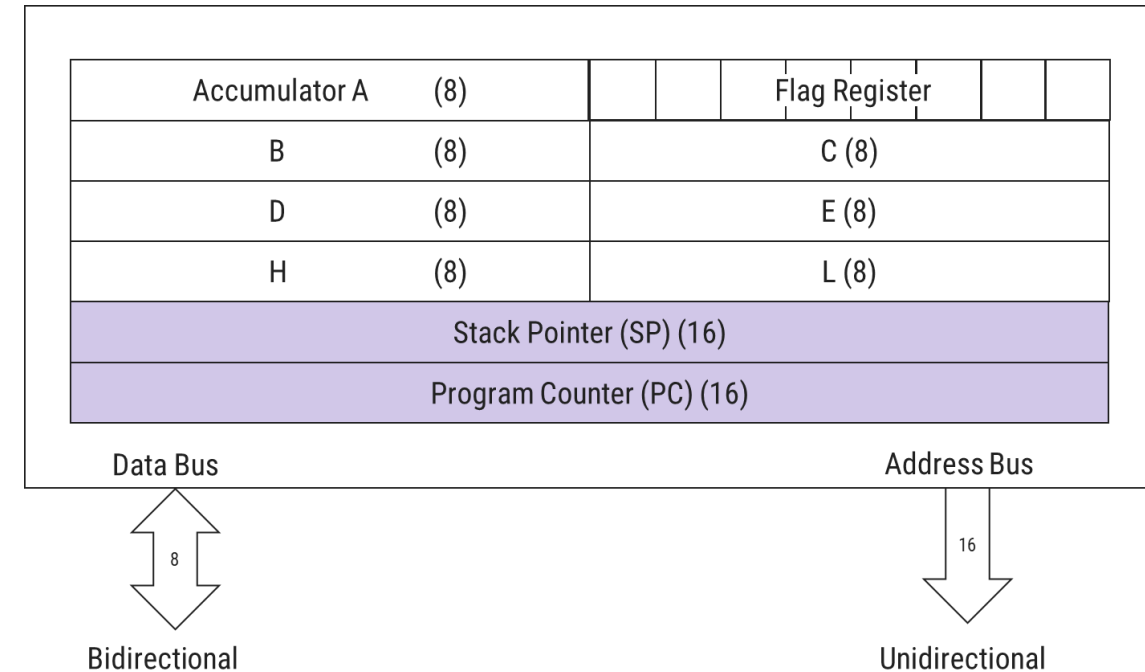 Accumulator A (8) Flag Register
B (8) C (8)
D (8) E (8)
H (8) L (8)
Stack Pointer (SP) (16)
Program Counter (PC) (16)
Data Bus Address Bus
8 16
Bidirectional Unidirectional